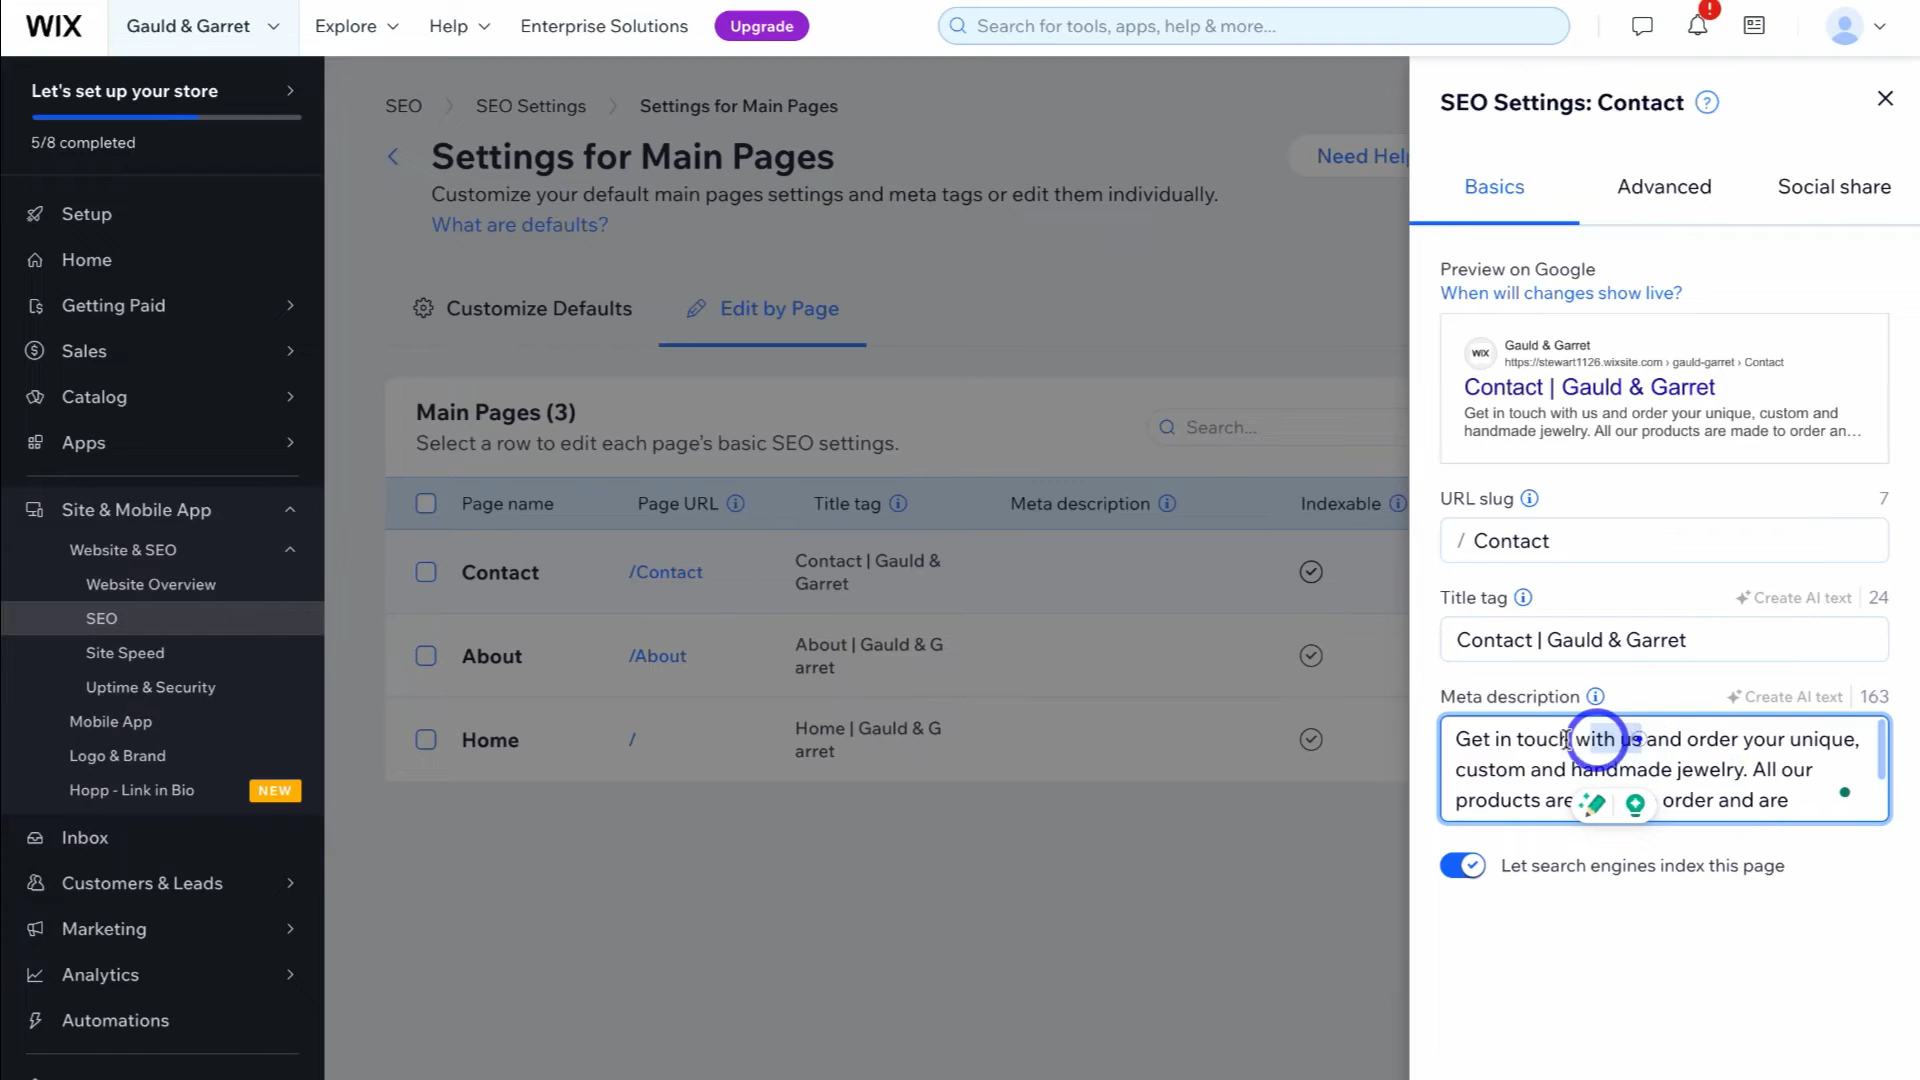 WIX
Gauld & Garret
Explore
Help
Enterprise Solutions
Upgrade
Search for tools, apps, help & more...
!
Let's set up your store
5/8 completed
Setup
Home
Getting Paid
Sales
Catalog
Apps
Site & Mobile App
Website & SEO
Website Overview
SEO
Site Speed
Uptime & Security
Mobile App
Logo & Brand
Hopp - Link in Bio
NEW
Inbox
Customers & Leads
Marketing
Analytics
Automations
SEO
SEO Settings
Settings for Main Pages
Settings for Main Pages
Need Help
Customize your default main pages settings and meta tags or edit them individually.
What are defaults?
Customize Defaults
Edit by Page
Main Pages (3)
Select a row to edit each page's basic SEO settings.
Search...
Page name
Page URL
Title tag
Meta description
Indexable
Contact
/Contact
Contact | Gauld &
Garret
About
/About
About | Gauld & G
arret
Home
/
Home | Gauld & G
arret
SEO Settings: Contact
Basics
Advanced
Social share
Preview on Google
When will changes show live?
WIX
Gauld & Garret
https://stewart1126.wixsite.com › gauld-garret › Contact
Contact | Gauld & Garret
Get in touch with us and order your unique, custom and
handmade jewelry. All our products are made to order an...
URL slug
7
/ Contact
Title tag
Create AI text
24
Contact | Gauld & Garret
Meta description
Create AI text
163
Get in touch with us and order your unique,
custom and handmade jewelry. All our
products are order and are
Let search engines index this page